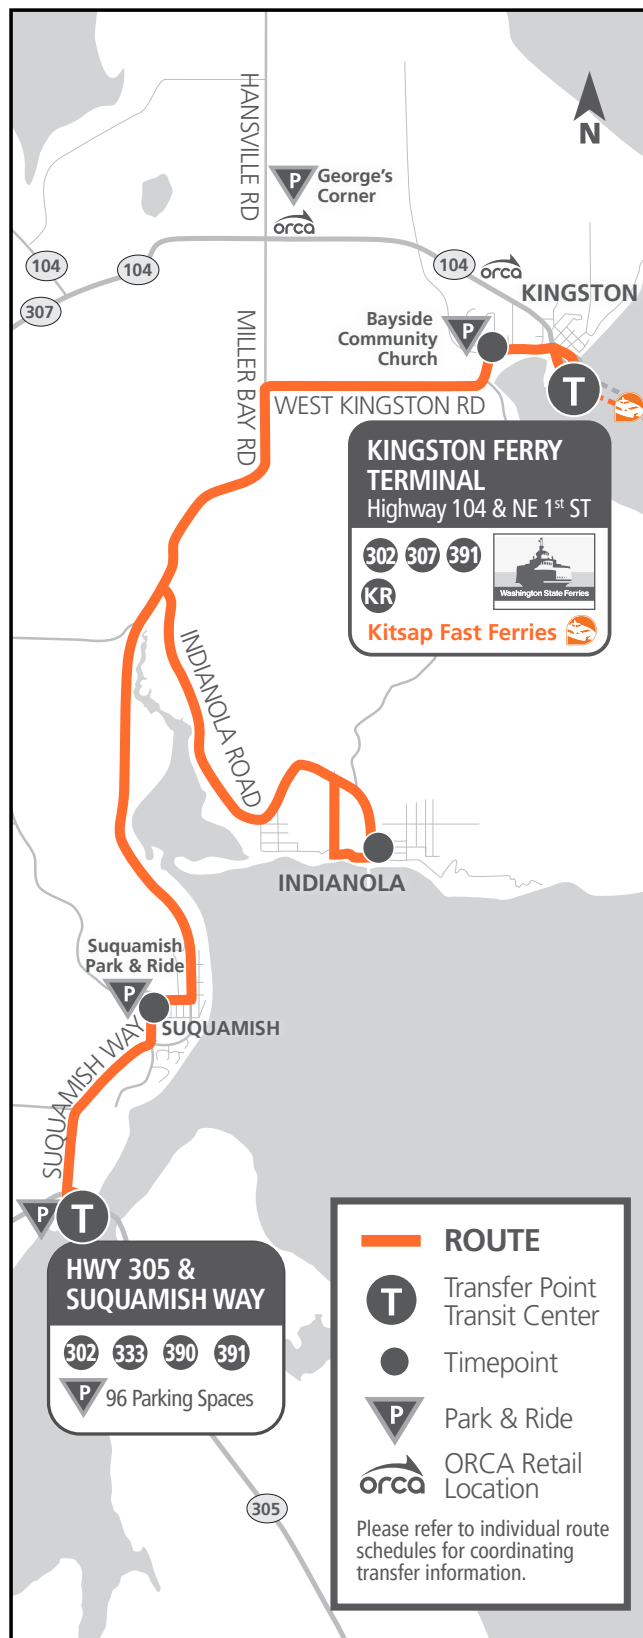 HANSVILLE RD
N
P
George's
Corner
orca
104
104
104
orca
307
KINGSTON
MILLER BAY RD
Bayside
Community
Church
P
T
WEST KINGSTON RD
KINGSTON FERRY
TERMINAL
Highway 104 & NE 1st ST
302 307 391
KR
Washington State Ferries
Kitsap Fast Ferries
INDIANOLA ROAD
INDIANOLA
Suquamish
Park & Ride
P
SUQUAMISH
SUQUAMISH WAY
P
T
HWY 305 &
SUQUAMISH WAY
302 333 390 391
P 96 Parking Spaces
305
ROUTE
T Transfer Point
Transit Center
Timepoint
P Park & Ride
orca ORCA Retail
Location
Please refer to individual route
schedules for coordinating
transfer information.